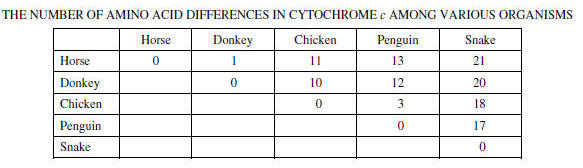 THE NUMBER OF AMINO ACID DIFFERENCES IN CYTOCHROME c AMONG VARIOUS ORGANISMS
Horse Donkey Chicken Penguin Snake
Horse 0 1 11 13 21
Donkey 0 10 12 20
Chicken 0 3 18
Penguin 0 17
Snake 0